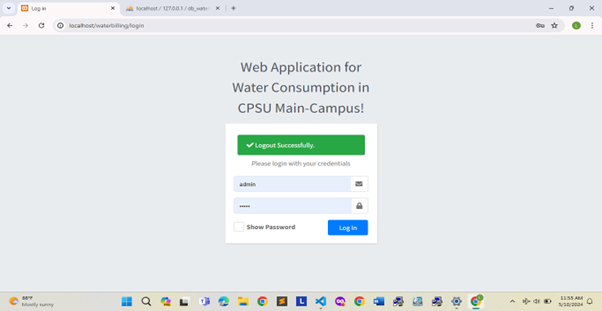 Log in
localhost / 127.0.0.1 / db_wate
localhost/waterbilling/login
Web Application for
Water Consumption in
CPSU Main-Campus!
Logout Successfully.
Please login with your credentials
admin
•••••
Show Password
Log In
88°F
Mostly sunny
11:55 AM
5/10/2024